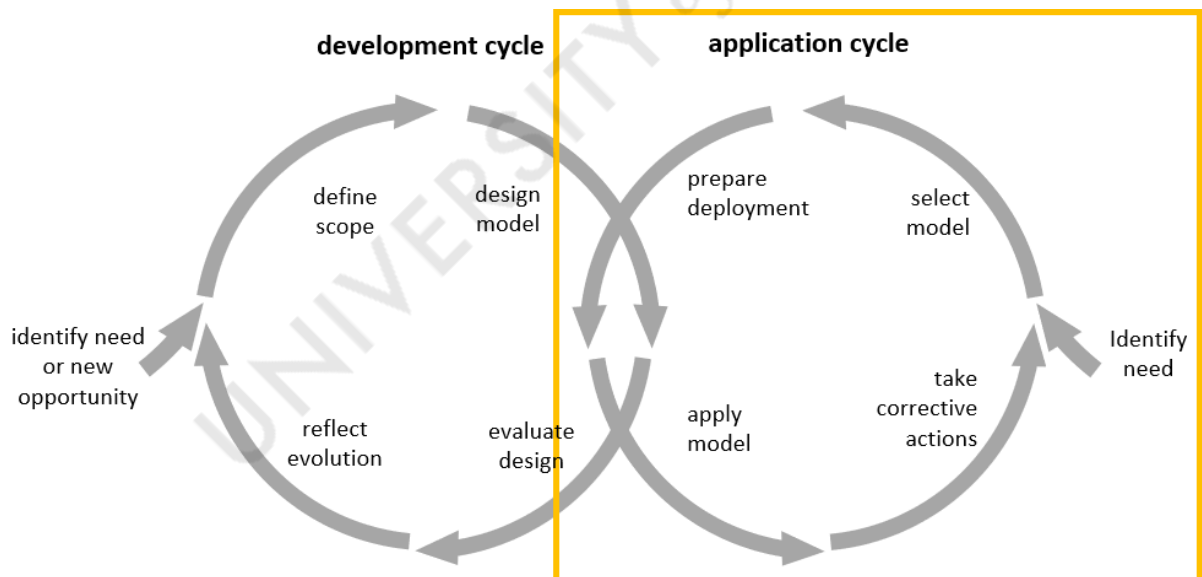 development cycle
application cycle
define
scope
design
model
prepare
deployment
select
model
identify need
or new
opportunity
Identify
need
reflect
evolution
evaluate
design
apply
model
take
corrective
actions
UNIVERSITY